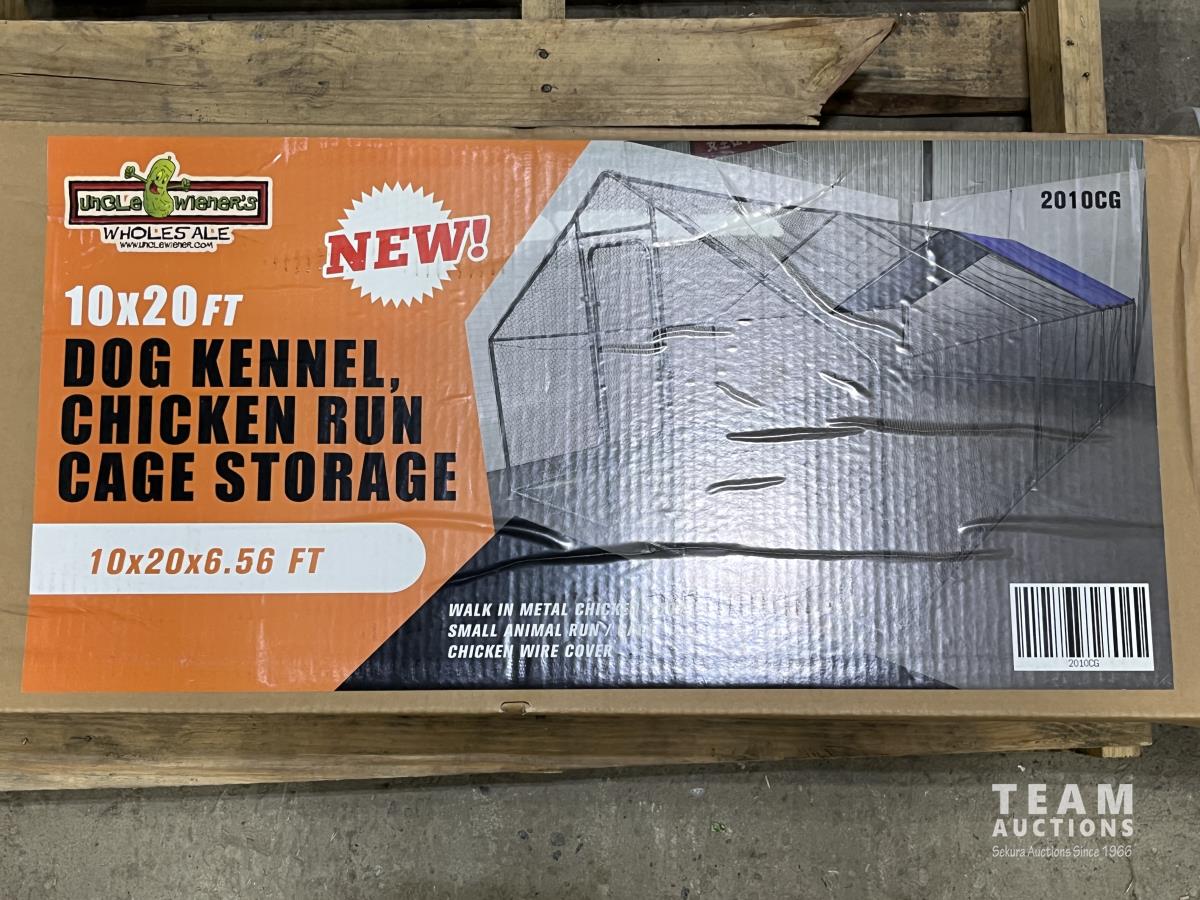 UNCLE WIENER'S
WHOLESALE
WWW.UNCLEWIENER.COM
NEW!
2010CG
10x20FT
DOG KENNEL,
CHICKEN RUN
CAGE STORAGE
10x20x6.56 FT
WALK IN METAL
SMALL ANIMAL RUN /
CHICKEN WIRE COVER
2010CG
TEAM
AUCTIONS
Sekura Auctions Since 1966